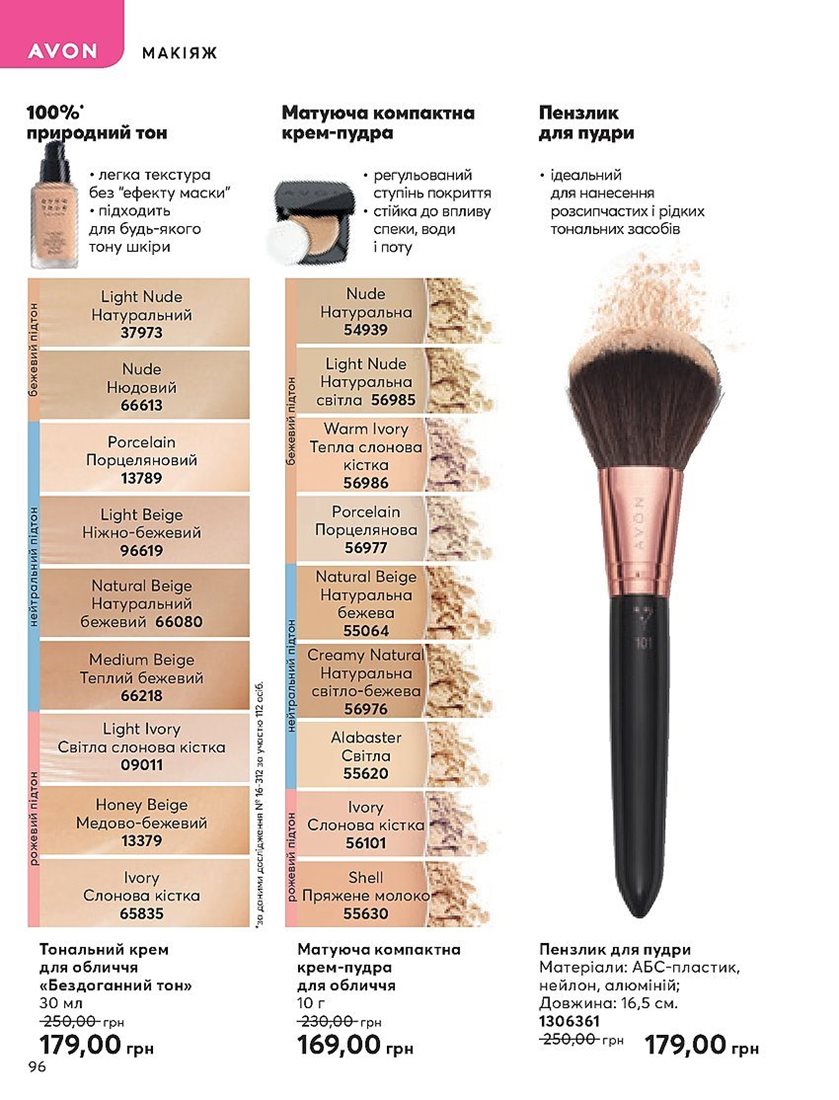 AVON
МАКІЯЖ
100%*
природний тон
• легка текстура
без "ефекту маски"
• підходить
для будь-якого
тону шкіри
бежевий підтон
Light Nude
Натуральний
37973
Nude
Нюдовий
66613
нейтральний підтон
Porcelain
Порцеляновий
13789
Light Beige
Ніжно-бежевий
96619
Natural Beige
Натуральний
бежевий 66080
Medium Beige
Теплий бежевий
66218
рожевий підтон
Light Ivory
Світла слонова кістка
09011
Honey Beige
Медово-бежевий
13379
Ivory
Слонова кістка
65835
*за даними дослідження № 16-312 за участю 112 осіб.
Тональний крем
для обличчя
«Бездоганний тон»
30 мл
250,00 грн
179,00 грн
Матуюча компактна
крем-пудра
AVON
• регульований
ступінь покриття
• стійка до впливу
спеки, води
і поту
бежевий підтон
Nude
Натуральна
54939
Light Nude
Натуральна
світла 56985
Warm Ivory
Тепла слонова
кістка
56986
Porcelain
Порцелянова
56977
нейтральний підтон
Natural Beige
Натуральна
бежева
55064
Creamy Natural
Натуральна
світло-бежева
56976
Alabaster
Світла
55620
рожевий підтон
Ivory
Слонова кістка
56101
Shell
Пряжене молоко
55630
Матуюча компактна
крем-пудра
для обличчя
10 г
230,00 грн
169,00 грн
Пензлик
для пудри
• ідеальний
для нанесення
розсипчастих і рідких
тональних засобів
AVON
101
Пензлик для пудри
Матеріали: АБС-пластик,
нейлон, алюміній;
Довжина: 16,5 см.
1306361
250,00 грн 179,00 грн
96